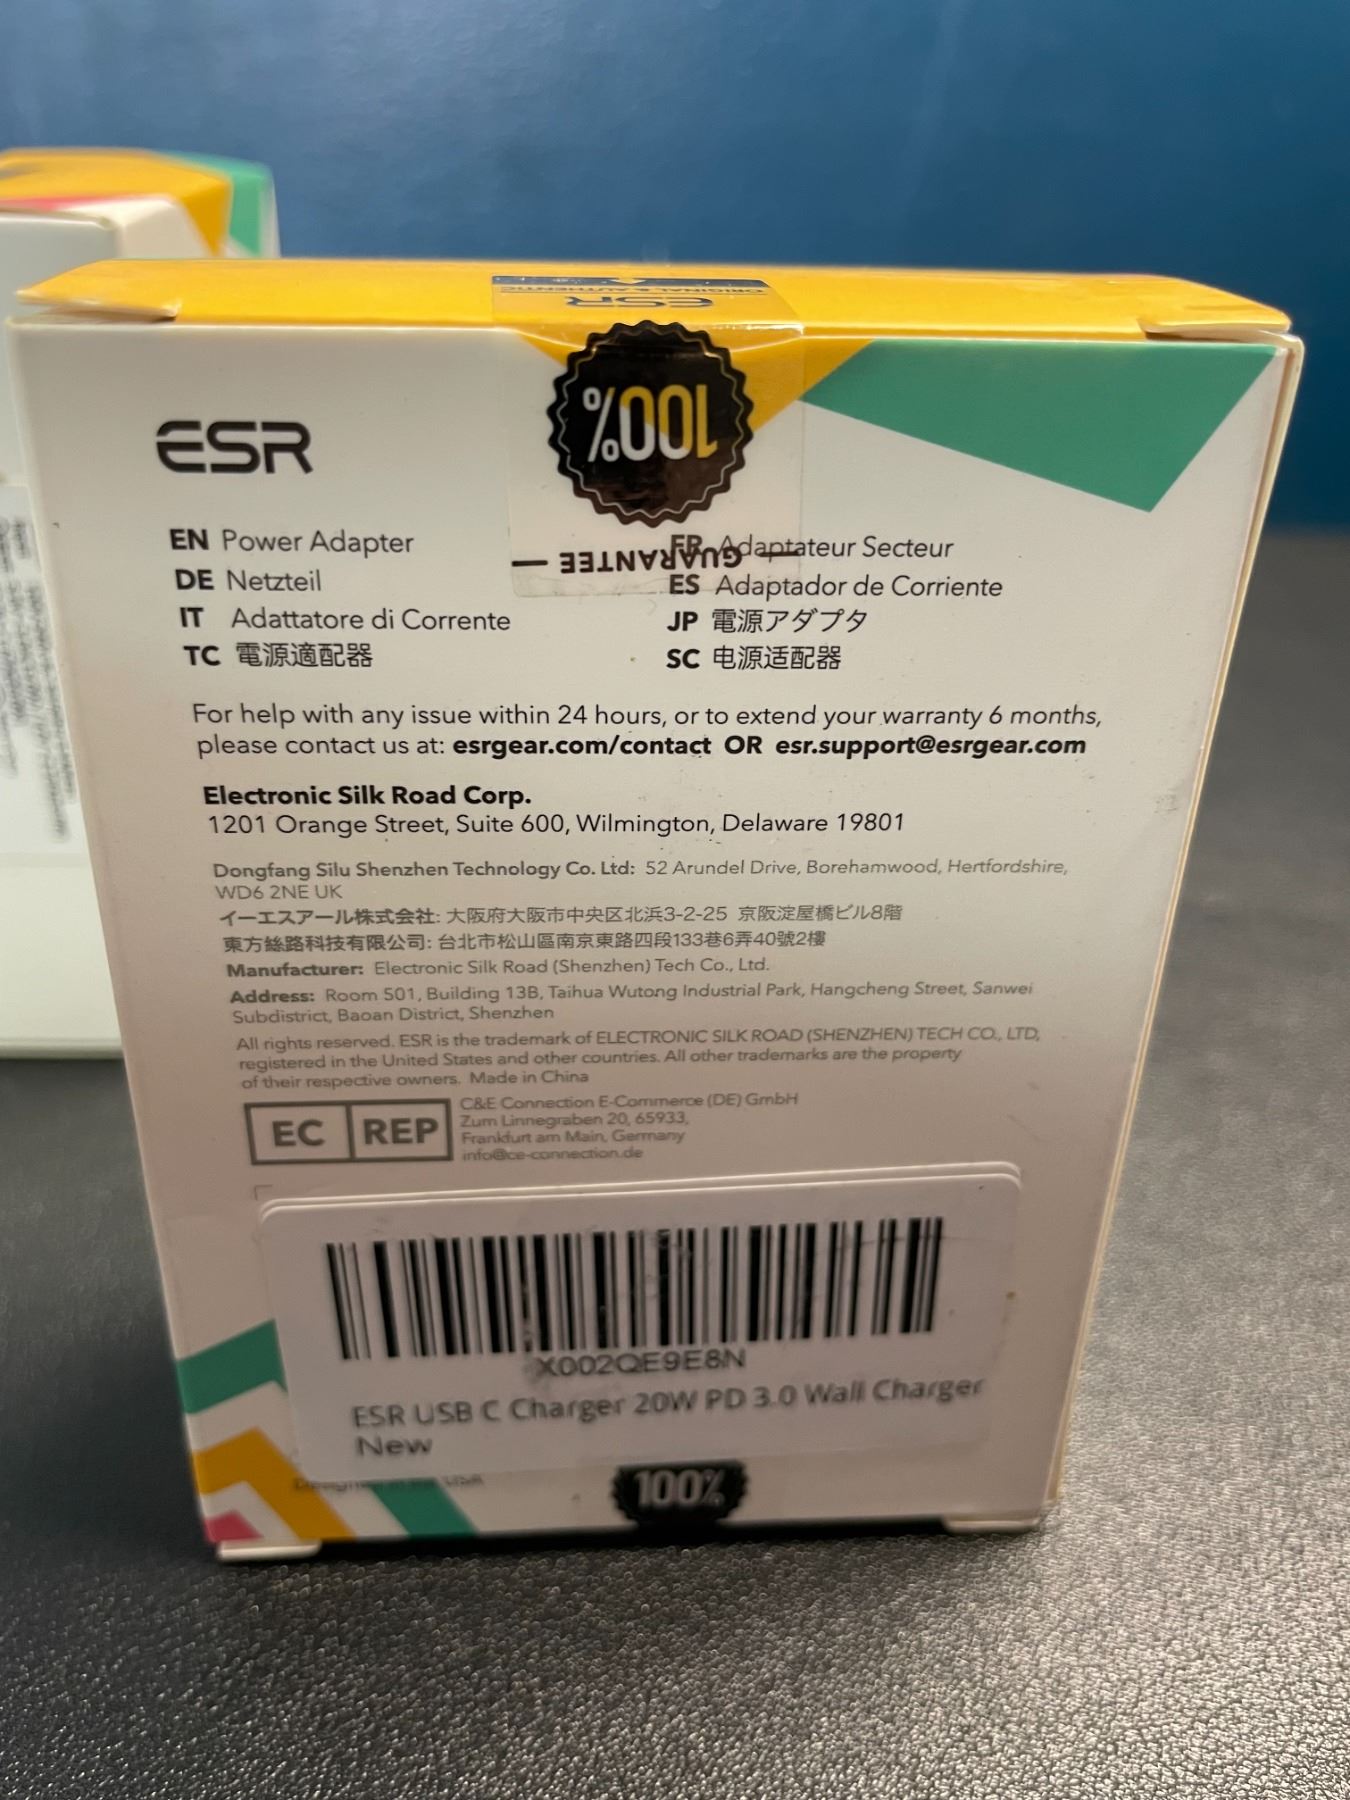 ESR
ORIGINAL & AUTHENTIC
100%
GUARANTEE
ESR
EN Power Adapter
DE Netzteil
IT Adattatore di Corrente
TC 電源適配器
FR Adaptateur Secteur
ES Adaptador de Corriente
JP 電源アダプタ
SC 电源适配器
For help with any issue within 24 hours, or to extend your warranty 6 months,
please contact us at: esrgear.com/contact OR esr.support@esrgear.com
Electronic Silk Road Corp.
1201 Orange Street, Suite 600, Wilmington, Delaware 19801
Dongfang Silu Shenzhen Technology Co. Ltd: 52 Arundel Drive, Borehamwood, Hertfordshire,
WD6 2NE UK
イーエスアール株式会社: 大阪府大阪市中央区北浜3-2-25 京阪淀屋橋ビル8階
東方絲路科技有限公司: 台北市松山區南京東路四段133巷6弄40號2樓
Manufacturer: Electronic Silk Road (Shenzhen) Tech Co., Ltd.
Address: Room 501, Building 13B, Taihua Wutong Industrial Park, Hangcheng Street, Sanwei
Subdistrict, Baoan District, Shenzhen
All rights reserved. ESR is the trademark of ELECTRONIC SILK ROAD (SHENZHEN) TECH CO., LTD,
registered in the United States and other countries. All other trademarks are the property
of their respective owners. Made in China
EC REP
C&E Connection E-Commerce (DE) GmbH
Zum Linnegraben 20, 65933,
Frankfurt am Main, Germany
info@ce-connection.de
X002QE9E8N
ESR USB C Charger 20W PD 3.0 Wall Charger
New
100%